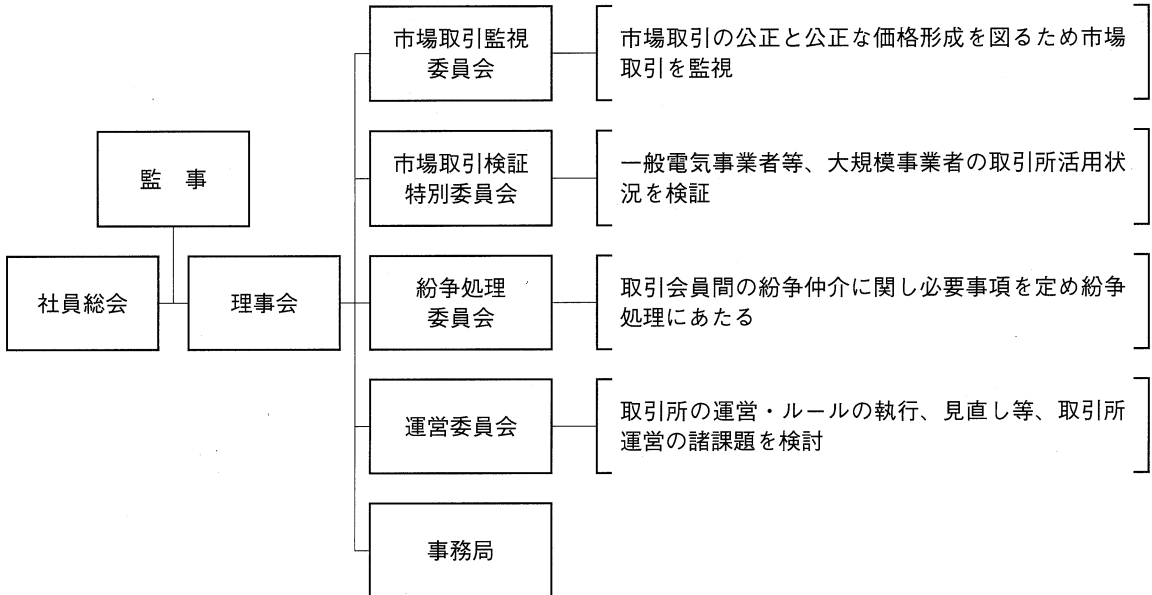 市場取引監視
委員会
市場取引の公正と公正な価格形成を図るため市場
取引を監視
監 事
市場取引検証
特別委員会
一般電気事業者等、大規模事業者の取引所活用状
況を検証
社員総会
理事会
紛争処理
委員会
取引会員間の紛争仲介に関し必要事項を定め紛争
処理にあたる
運営委員会
取引所の運営・ルールの執行、見直し等、取引所
運営の諸課題を検討
事務局